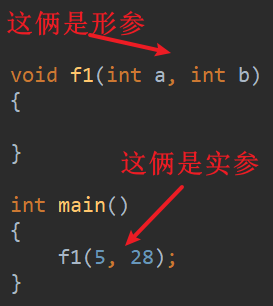 这俩是形参
void f1(int a, int b)
{
}
这俩是实参
int main()
{
f1(5, 28);
}